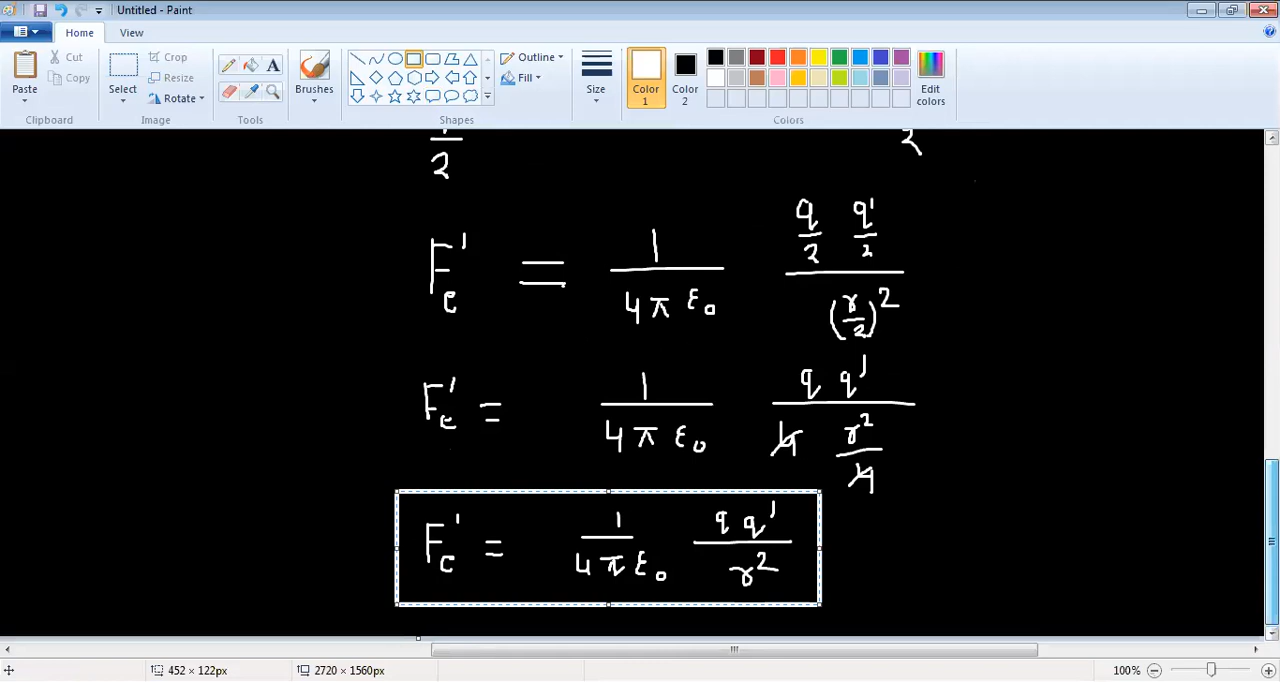 Untitled - Paint
Home View
Paste Cut Copy Select Crop Resize Rotate A Brushes Outline Fill Size Color 1 Color 2 Edit colors
Clipboard Image Tools Shapes Colors
2 2
F'c = 1/(4π ε0) (q/2 q'/2)/(r/2)²
F'c = 1/(4π ε0) q q'/(4 r²/4)
F'c = 1/(4π ε0) q q'/r²
452 × 122px 2720 × 1560px 100%